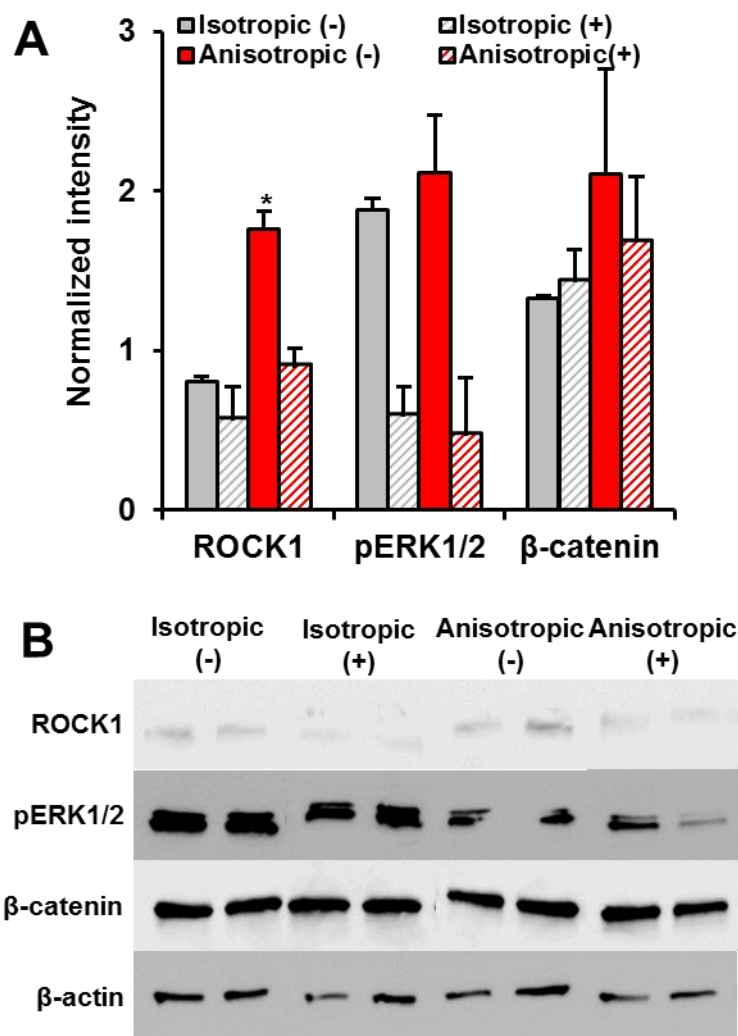 A
Isotropic (-) Isotropic (+)
Anisotropic (-) Anisotropic(+)
3
2
1
0
Normalized intensity
*
ROCK1 pERK1/2 β-catenin
B
Isotropic Isotropic Anisotropic Anisotropic
(-) (+) (-) (+)
ROCK1
pERK1/2
β-catenin
β-actin